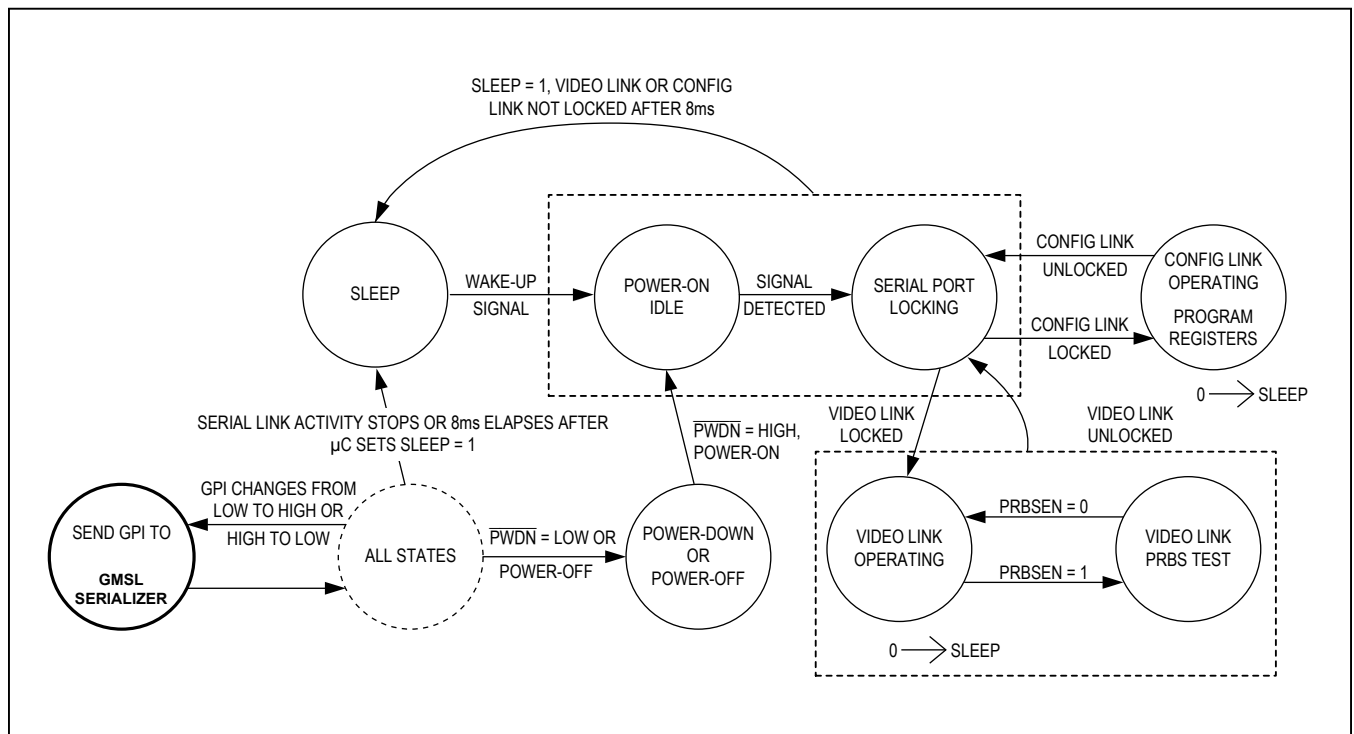 SLEEP = 1, VIDEO LINK OR CONFIG
LINK NOT LOCKED AFTER 8ms
SLEEP
WAKE-UP
SIGNAL
POWER-ON
IDLE
SIGNAL
DETECTED
SERIAL PORT
LOCKING
CONFIG LINK
UNLOCKED
CONFIG LINK
LOCKED
CONFIG LINK
OPERATING
PROGRAM
REGISTERS
0 → SLEEP
SERIAL LINK ACTIVITY STOPS OR 8ms ELAPSES AFTER
µC SETS SLEEP = 1
PWDN = HIGH,
POWER-ON
VIDEO LINK
LOCKED
VIDEO LINK
UNLOCKED
GPI CHANGES FROM
LOW TO HIGH OR
HIGH TO LOW
SEND GPI TO
GMSL
SERIALIZER
ALL STATES
PWDN = LOW OR
POWER-OFF
POWER-DOWN
OR
POWER-OFF
VIDEO LINK
OPERATING
PRBSEN = 0
PRBSEN = 1
VIDEO LINK
PRBS TEST
0 → SLEEP